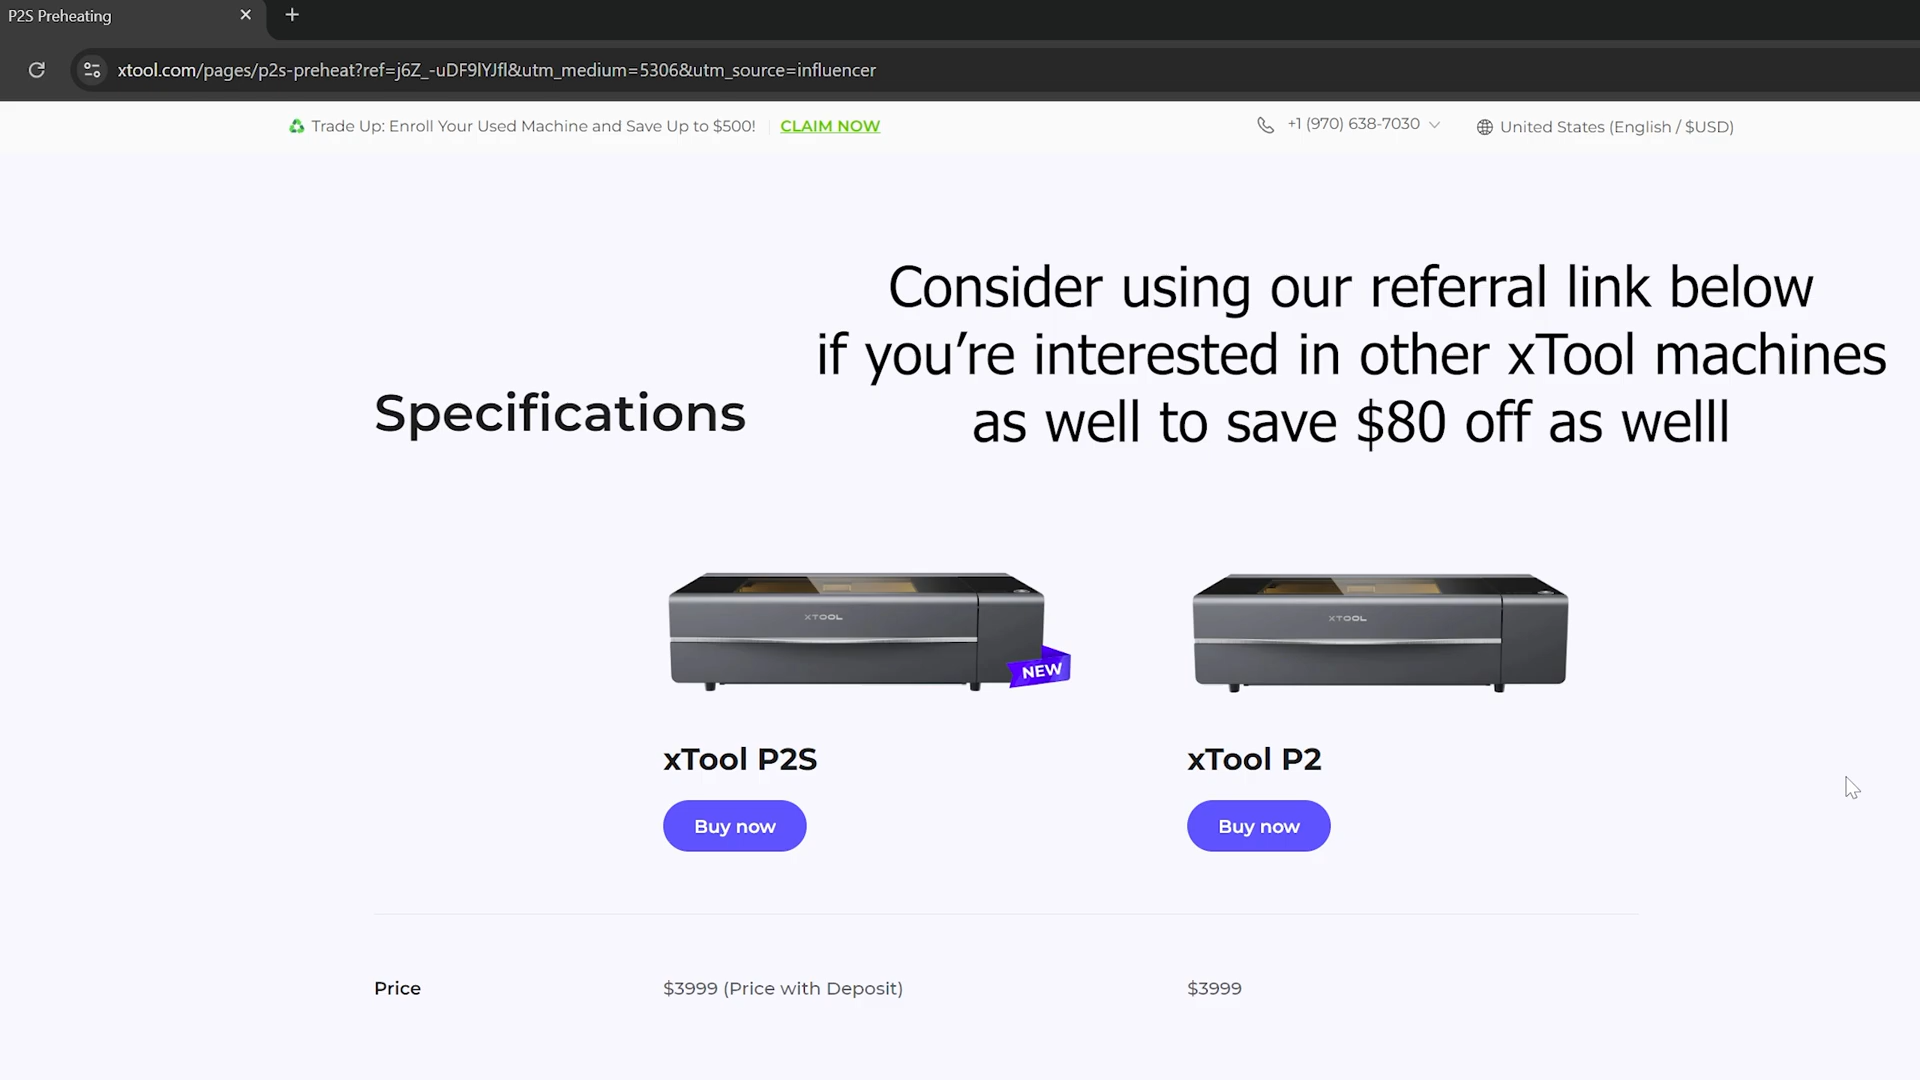 P2S Preheating
xtool.com/pages/p2s-preheat?ref=j6Z_-uDF9lYJfl&utm_medium=5306&utm_source=influencer
Trade Up: Enroll Your Used Machine and Save Up to $500! CLAIM NOW
+1 (970) 638-7030
United States (English / $USD)
Consider using our referral link below
if you’re interested in other xTool machines
as well to save $80 off as welll
Specifications
XTOOL
NEW
XTOOL
xTool P2S
xTool P2
Buy now
Buy now
Price
$3999 (Price with Deposit)
$3999